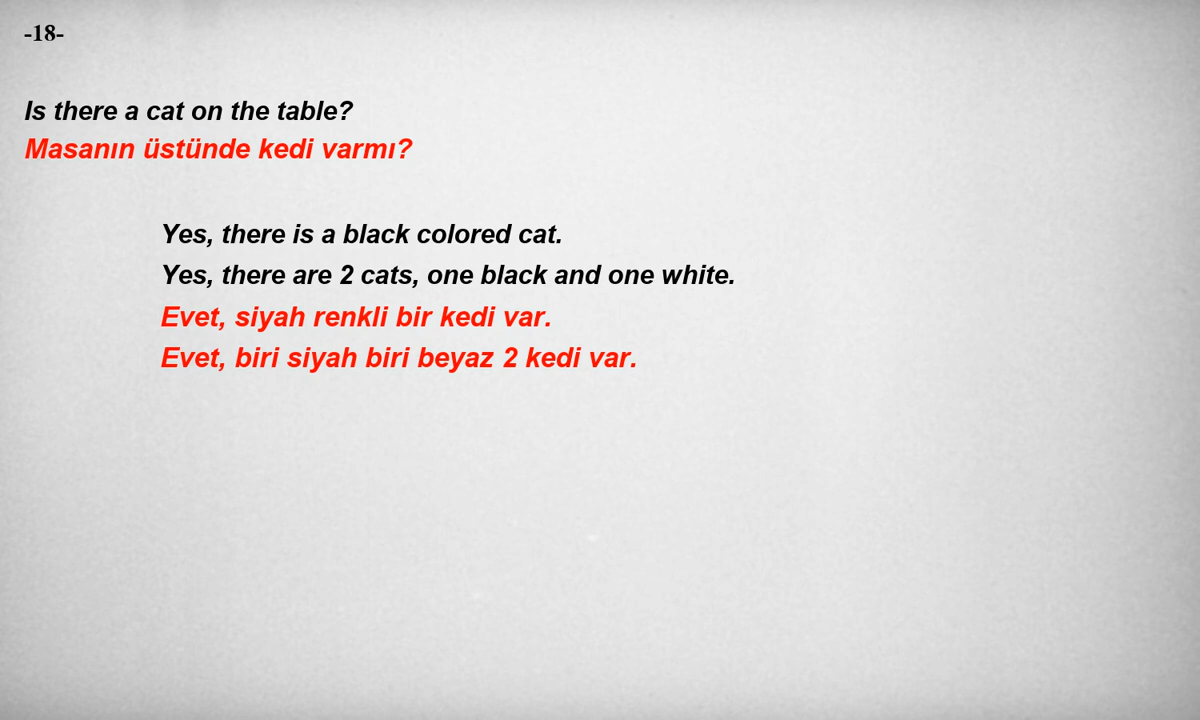 -18-
Is there a cat on the table?
Masanın üstünde kedi varmı?
Yes, there is a black colored cat.
Yes, there are 2 cats, one black and one white.
Evet, siyah renkli bir kedi var.
Evet, biri siyah biri beyaz 2 kedi var.